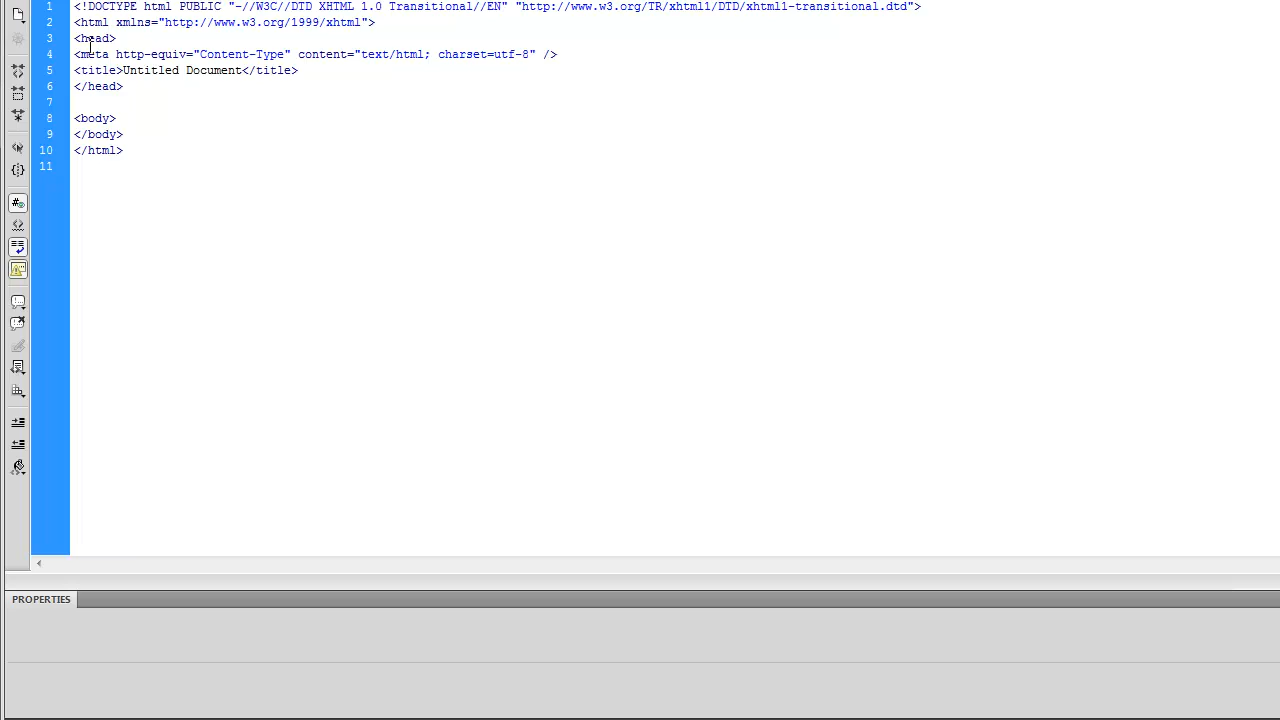 1 <!DOCTYPE html PUBLIC "-//W3C//DTD XHTML 1.0 Transitional//EN" "http://www.w3.org/TR/xhtml1/DTD/xhtml1-transitional.dtd">
2 <html xmlns="http://www.w3.org/1999/xhtml">
3 <head>
4 <meta http-equiv="Content-Type" content="text/html; charset=utf-8" />
5 <title>Untitled Document</title>
6 </head>
7
8 <body>
9 </body>
10 </html>
11
PROPERTIES